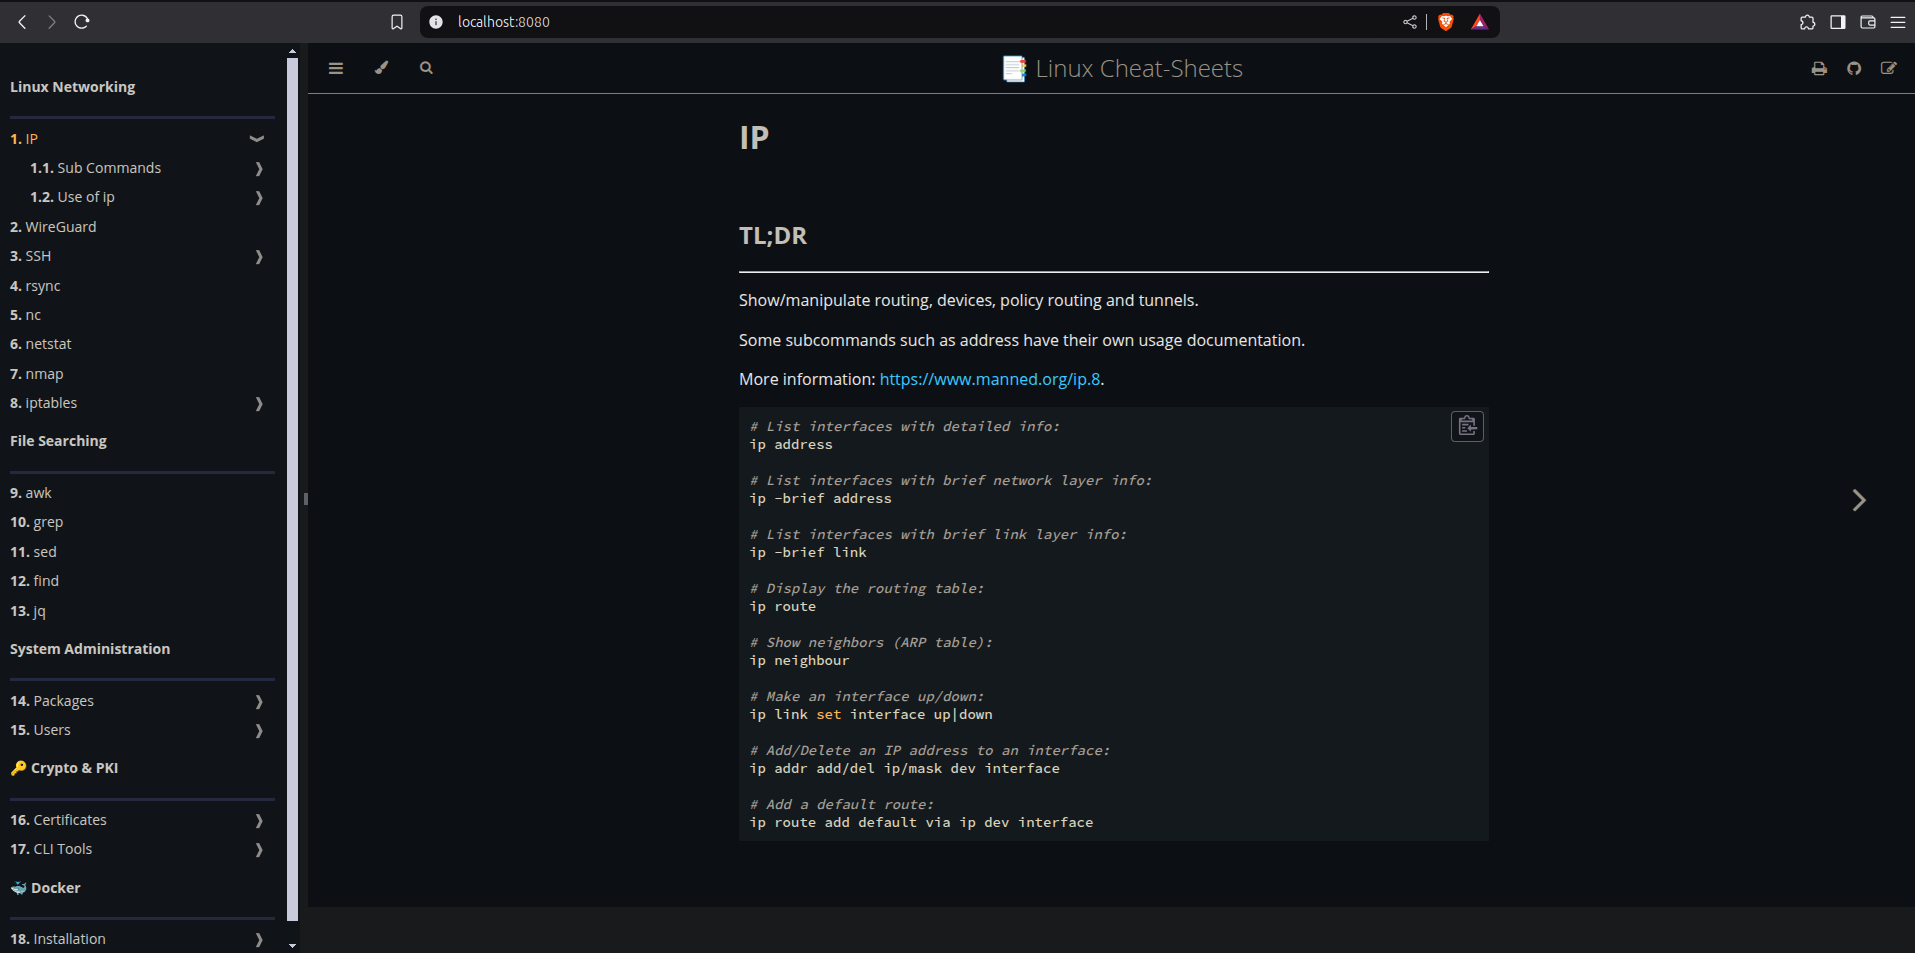 localhost:8080
Linux Networking
1. IP
1.1. Sub Commands
1.2. Use of ip
2. WireGuard
3. SSH
4. rsync
5. nc
6. netstat
7. nmap
8. iptables
File Searching
9. awk
10. grep
11. sed
12. find
13. jq
System Administration
14. Packages
15. Users
🔑 Crypto & PKI
16. Certificates
17. CLI Tools
🐳 Docker
18. Installation
📑 Linux Cheat-Sheets
IP
TL;DR
Show/manipulate routing, devices, policy routing and tunnels.
Some subcommands such as address have their own usage documentation.
More information: https://www.manned.org/ip.8.
# List interfaces with detailed info:
ip address
# List interfaces with brief network layer info:
ip -brief address
# List interfaces with brief link layer info:
ip -brief link
# Display the routing table:
ip route
# Show neighbors (ARP table):
ip neighbour
# Make an interface up/down:
ip link set interface up|down
# Add/Delete an IP address to an interface:
ip addr add/del ip/mask dev interface
# Add a default route:
ip route add default via ip dev interface